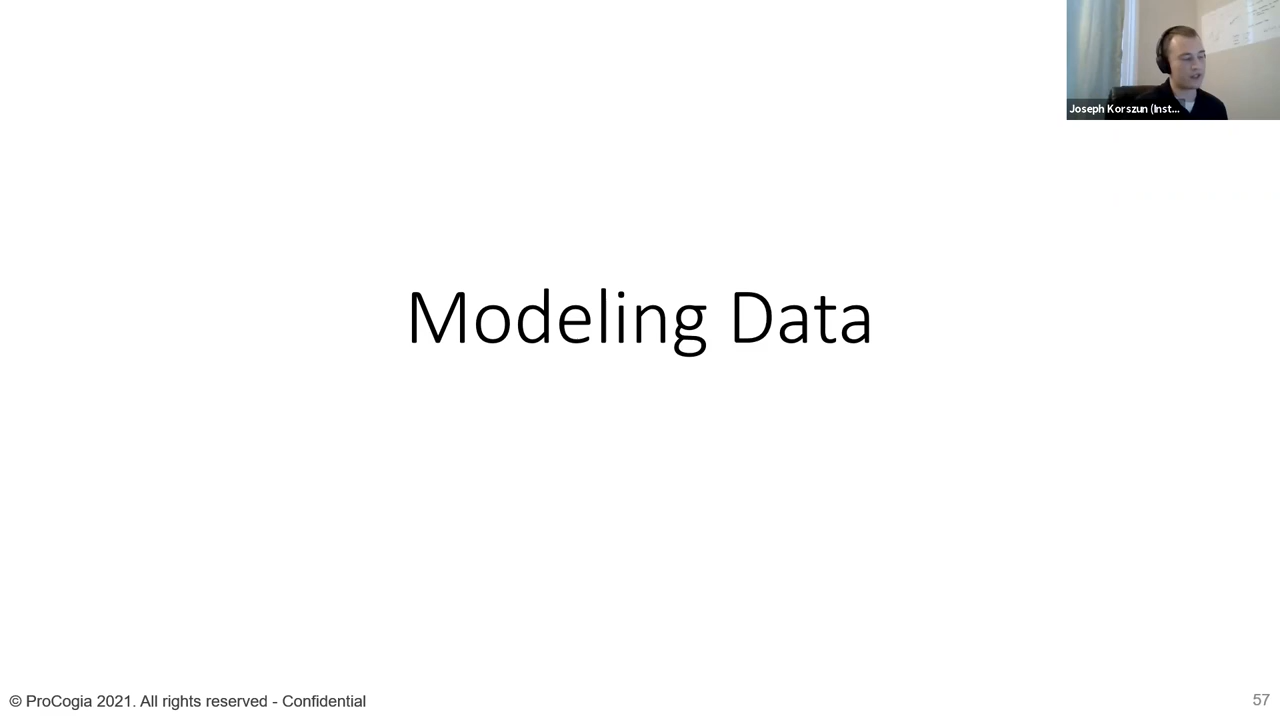 Joseph Korszun (Inst...
Modeling Data
© ProCogia 2021. All rights reserved - Confidential
57